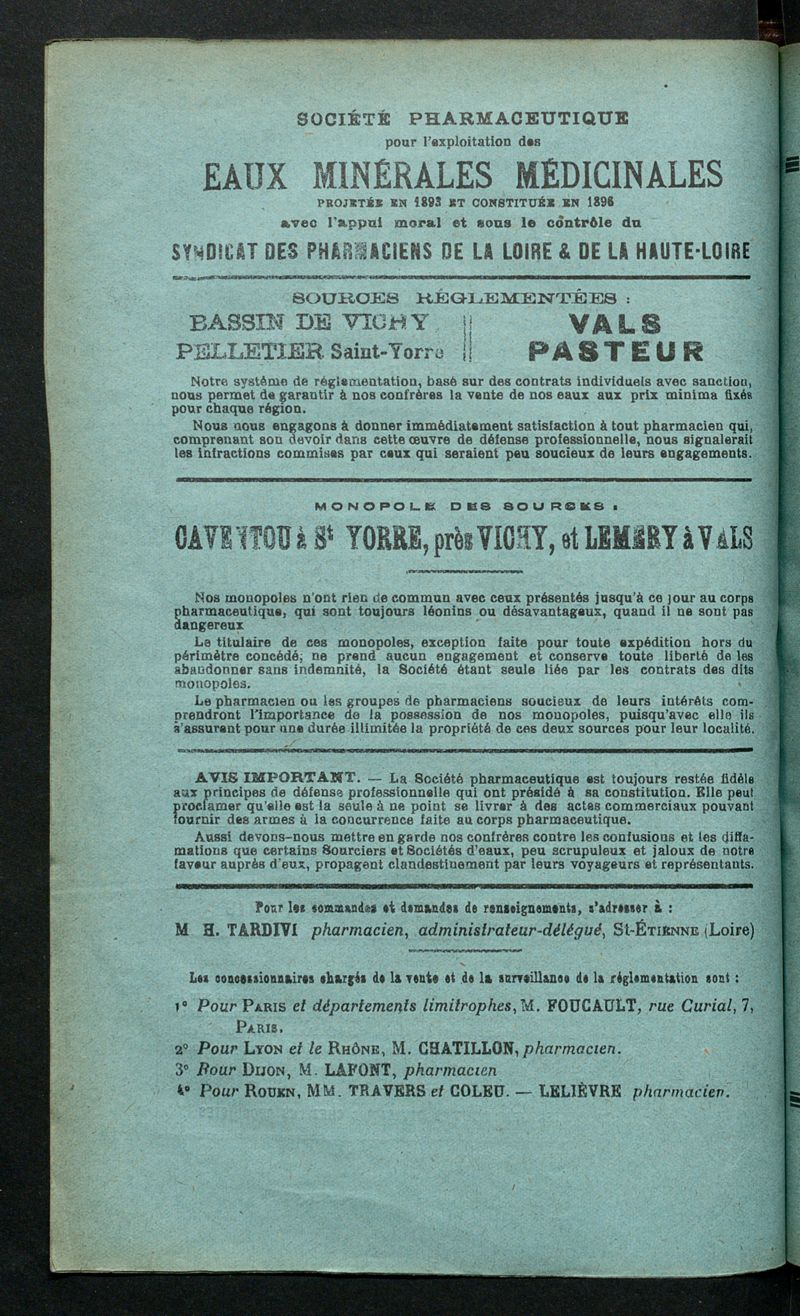 SOCIÉTÉ PHARMACEUTIQUE
pour l'exploitation des
EAUX MINÉRALES MÉDICINALES
PROJETÉE EN 1893 ET CONSTITUÉE EN 1896
avec l'appui moral et sous le contrôle du
SYNDICAT DES PHARMACIENS DE LA LOIRE & DE LA HAUTE-LOIRE
SOURCES RÉGLEMENTÉES :
BASSIN DE VICHY
PELLETIER Saint-Yorre
VALS
PASTEUR
Notre système de réglementation, basé sur des contrats individuels avec sanction,
nous permet de garantir à nos confrères la vente de nos eaux aux prix minima fixés
pour chaque région.
Nous nous engagons à donner immédiatement satisfaction à tout pharmacien qui,
comprenant son devoir dans cette œuvre de défense professionnelle, nous signalerait
les infractions commises par ceux qui seraient peu soucieux de leurs engagements.
MONOPOLE DES SOURCES :
CAVENTOU à St YORRE, près VICHY, et LEMÉRY à VALS
Nos monopoles n'ont rien de commun avec ceux présentés jusqu'à ce jour au corps
pharmaceutique, qui sont toujours léonins ou désavantageux, quand il ne sont pas
dangereux
Le titulaire de ces monopoles, exception faite pour toute expédition hors du
périmètre concédé, ne prend aucun engagement et conserve toute liberté de les
abandonner sans indemnité, la Société étant seule liée par les contrats des dits
monopoles.
Le pharmacien ou les groupes de pharmaciens soucieux de leurs intérêts com-
prendront l'importance de la possession de nos monopoles, puisqu'avec elle ils
s'assurent pour une durée illimitée la propriété de ces deux sources pour leur localité.
AVIS IMPORTANT. — La Société pharmaceutique est toujours restée fidèle
aux principes de défense professionnelle qui ont présidé à sa constitution. Elle peut
proclamer qu'elle est la seule à ne point se livrer à des actes commerciaux pouvant
fournir des armes à la concurrence faite au corps pharmaceutique.
Aussi devons-nous mettre en garde nos confrères contre les confusions et les diffa-
mations que certains Sourciers et Sociétés d'eaux, peu scrupuleux et jaloux de notre
faveur auprès d'eux, propagent clandestinement par leurs voyageurs et représentants.
Pour les commandes et demandes de renseignements, s'adresser à :
M H. TARDIVI pharmacien, administrateur-délégué, St-ÉTIENNE (Loire)
Les concessionnaires chargés de la vente et de la surveillance de la réglementation sont :
1° Pour PARIS et départements limitrophes, M. FOUCAULT, rue Curial, 7,
PARIS.
2° Pour LYON et le RHÔNE, M. CHATILLON, pharmacien.
3° Pour DIJON, M. LAFONT, pharmacien
4° Pour ROUEN, MM. TRAVERS et COLEU. — LELIÈVRE pharmacien.